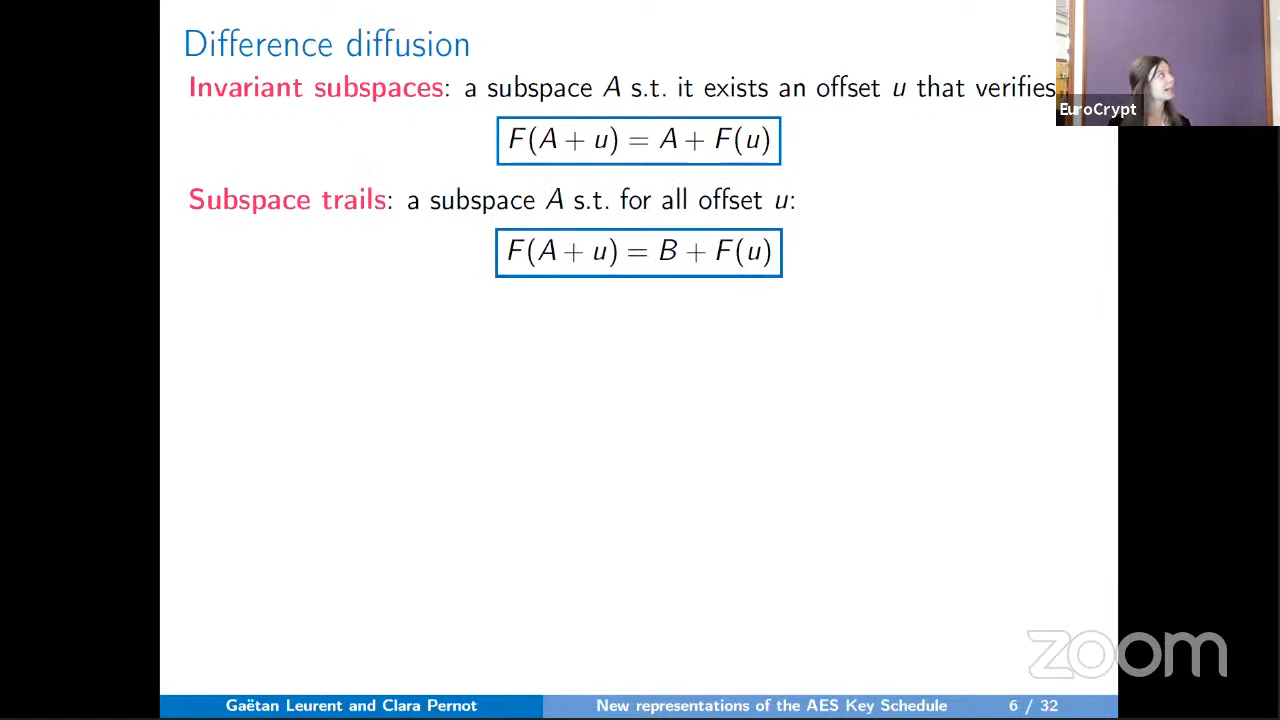 Difference diffusion
Invariant subspaces: a subspace A s.t. it exists an offset u that verifies
EuroCrypt
F(A + u) = A + F(u)
Subspace trails: a subspace A s.t. for all offset u:
F(A + u) = B + F(u)
zoom
Gaëtan Leurent and Clara Pernot New representations of the AES Key Schedule 6 / 32